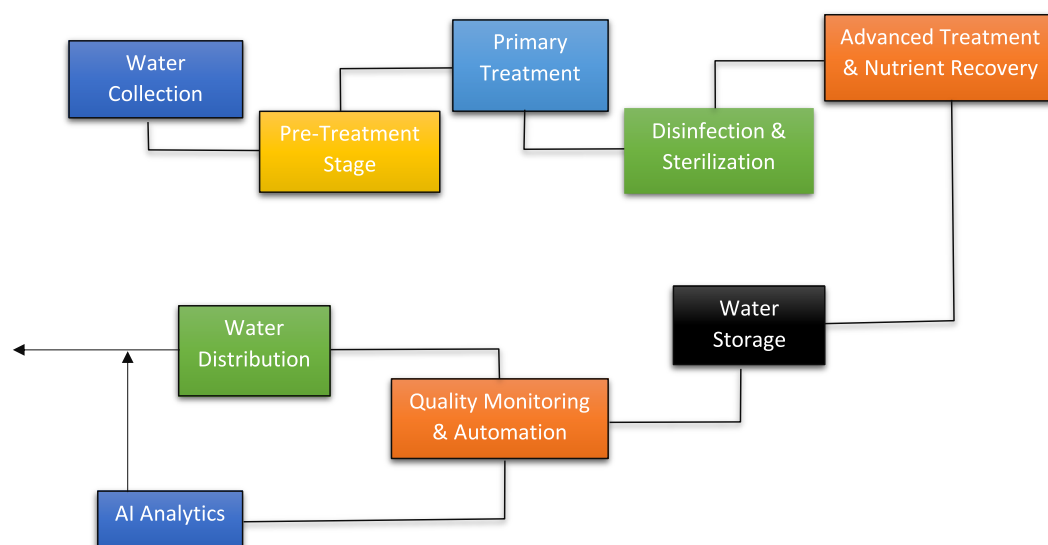 Water
Collection
Pre-Treatment
Stage
Primary
Treatment
Disinfection &
Sterilization
Advanced Treatment
& Nutrient Recovery
Water
Storage
Quality Monitoring
& Automation
Water
Distribution
AI Analytics